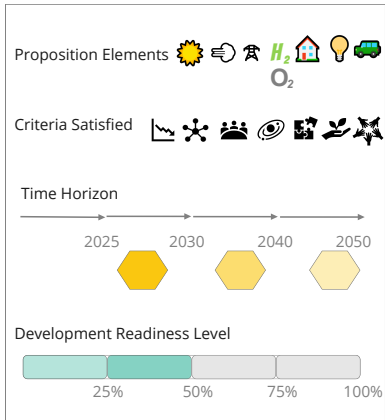 Proposition Elements H2
O2
Criteria Satisfied
Time Horizon
2025 2030 2040 2050
Development Readiness Level
25% 50% 75% 100%